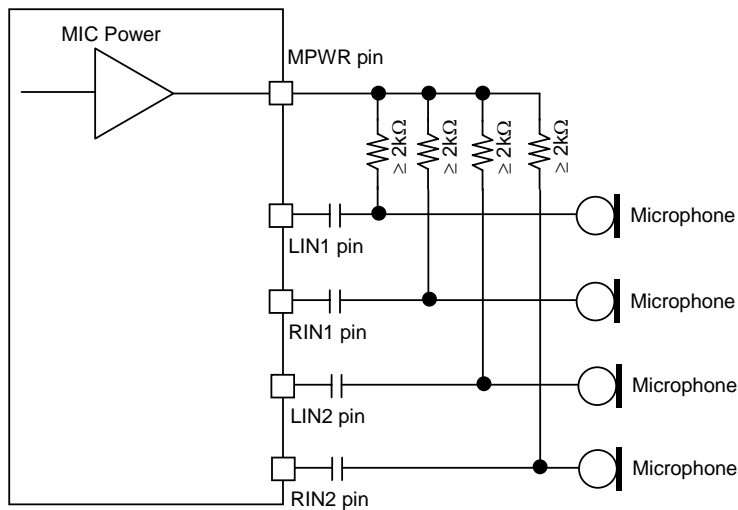 MIC Power
MPWR pin
≥ 2kΩ
≥ 2kΩ
≥ 2kΩ
≥ 2kΩ
LIN1 pin
Microphone
RIN1 pin
Microphone
LIN2 pin
Microphone
RIN2 pin
Microphone